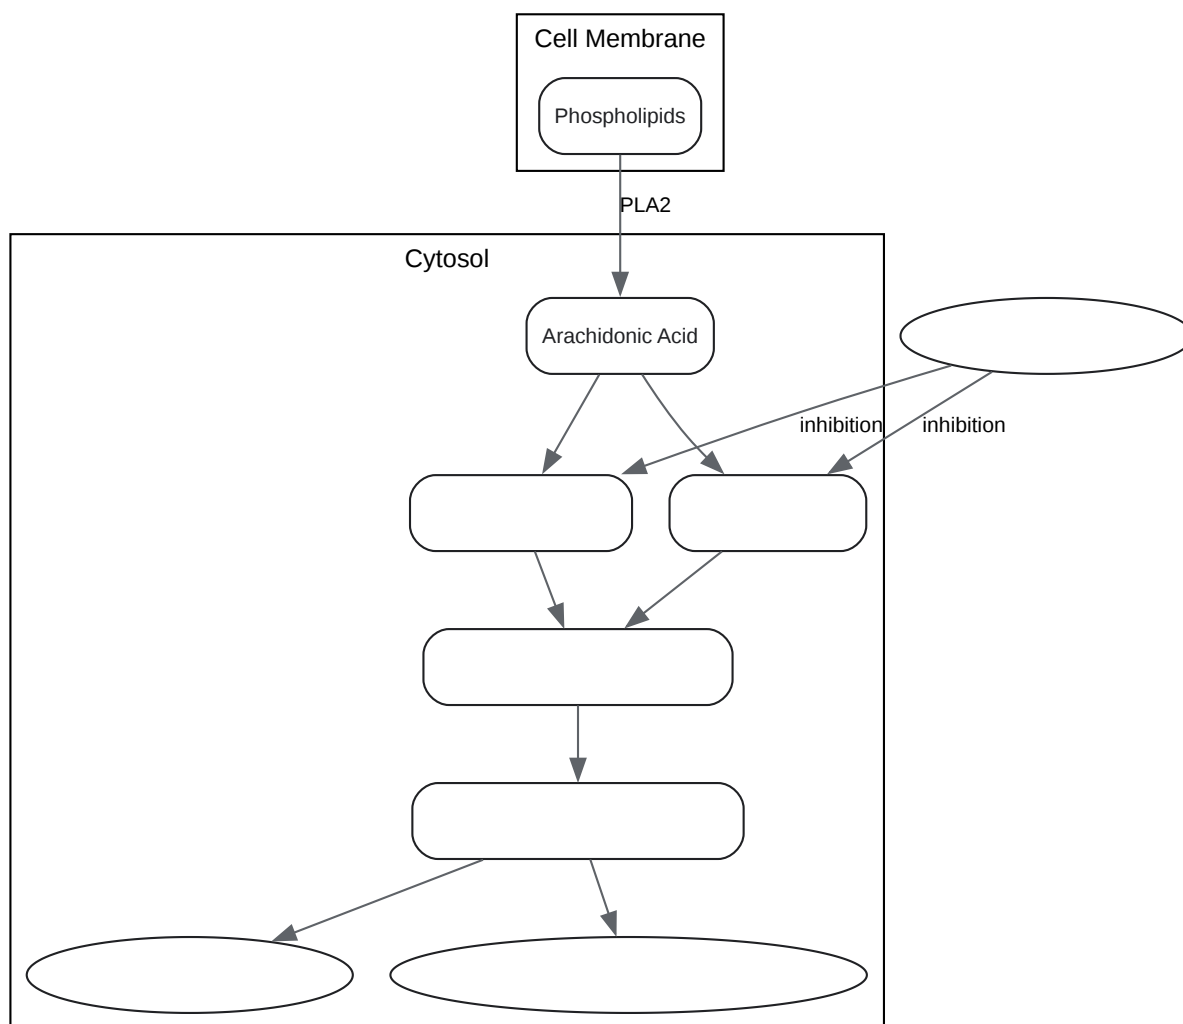 Cell Membrane
Phospholipids
PLA2
Cytosol
Arachidonic Acid
inhibition
inhibition